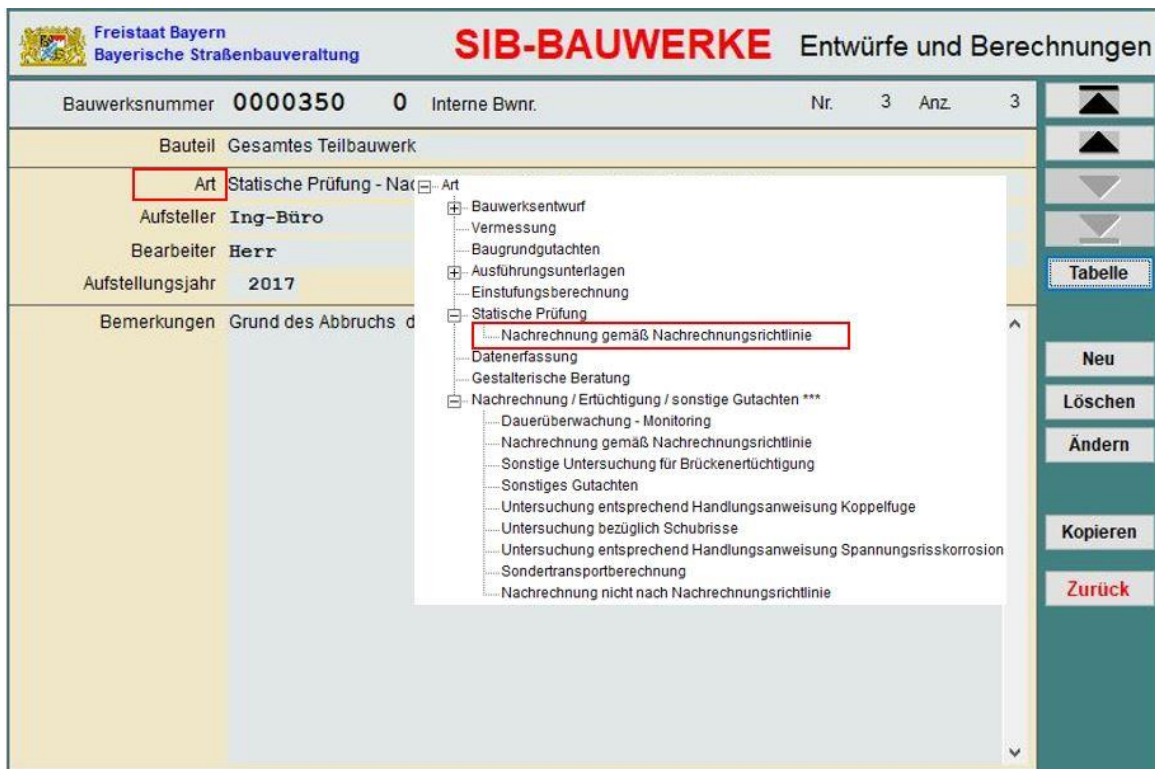 Freistaat Bayern
Bayerische Straßenbauveraltung
SIB-BAUWERKE Entwürfe und Berechnungen
Bauwerksnummer 0000350 0 Interne Bwnr. Nr. 3 Anz. 3
Bauteil Gesamtes Teilbauwerk
Art Statische Prüfung -
Aufsteller Ing-Büro
Bearbeiter Herr
Aufstellungsjahr 2017
Bemerkungen Grund des Abbruchs
Art
Bauwerksentwurf
Vermessung
Baugrundgutachten
Ausführungsunterlagen
Einstufungsberechnung
Statische Prüfung
Nachrechnung gemäß Nachrechnungsrichtlinie
Datenerfassung
Gestalterische Beratung
Nachrechnung / Ertüchtigung / sonstige Gutachten ***
Dauerüberwachung - Monitoring
Nachrechnung gemäß Nachrechnungsrichtlinie
Sonstige Untersuchung für Brückenertüchtigung
Sonstiges Gutachten
Untersuchung entsprechend Handlungsanweisung Koppelfuge
Untersuchung bezüglich Schubrisse
Untersuchung entsprechend Handlungsanweisung Spannungsrisskorrosion
Sondertransportberechnung
Nachrechnung nicht nach Nachrechnungsrichtlinie
Tabelle
Neu
Löschen
Ändern
Kopieren
Zurück